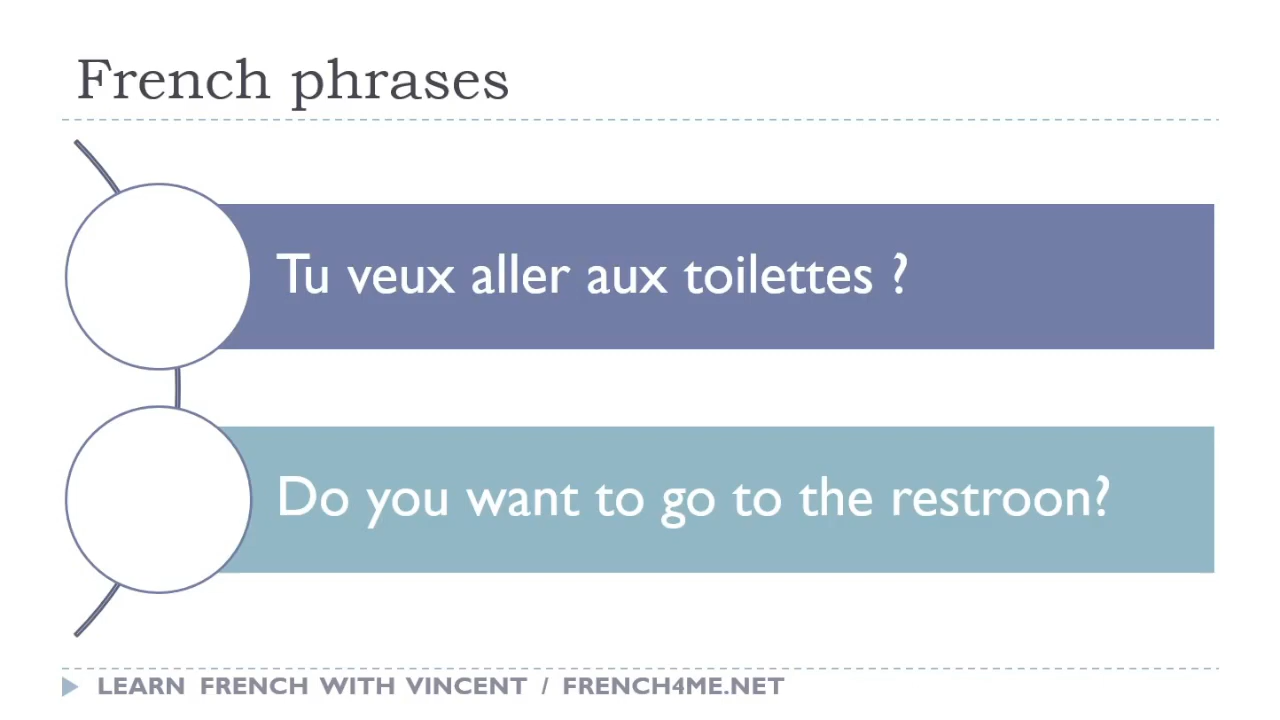 French phrases
Tu veux aller aux toilettes ?
Do you want to go to the restroon?
LEARN FRENCH WITH VINCENT / FRENCH4ME.NET